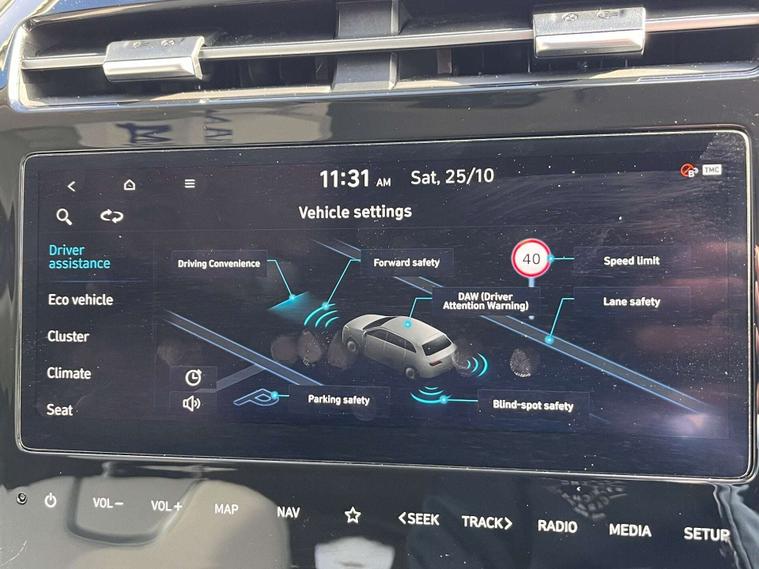 11:31 AM Sat, 25/10
TMC
Vehicle settings
Driver
assistance
Eco vehicle
Cluster
Climate
Seat
Driving Convenience
Forward safety
40
Speed limit
DAW (Driver
Attention Warning)
Lane safety
Parking safety
Blind-spot safety
VOL− VOL+ MAP NAV <SEEK TRACK> RADIO MEDIA SETUP